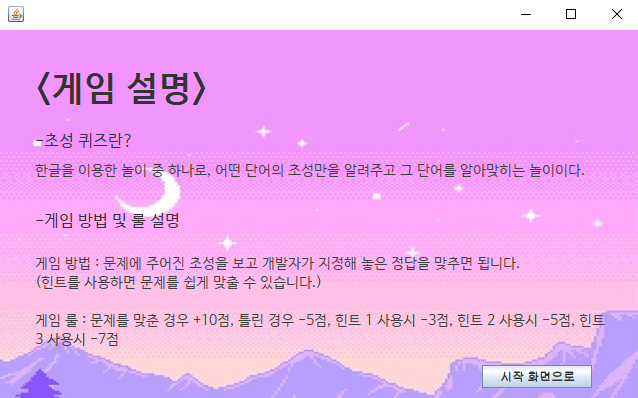 <게임 설명>
-초성 퀴즈란?
한글을 이용한 놀이 중 하나로, 어떤 단어의 초성만을 알려주고 그 단어를 알아맞히는 놀이이다.
-게임 방법 및 룰 설명
게임 방법 : 문제에 주어진 초성을 보고 개발자가 지정해 놓은 정답을 맞추면 됩니다.
(힌트를 사용하면 문제를 쉽게 맞출 수 있습니다.)
게임 룰 : 문제를 맞춘 경우 +10점, 틀린 경우 -5점, 힌트 1 사용시 -3점, 힌트 2 사용시 -5점, 힌트
3 사용시 -7점
시작 화면으로